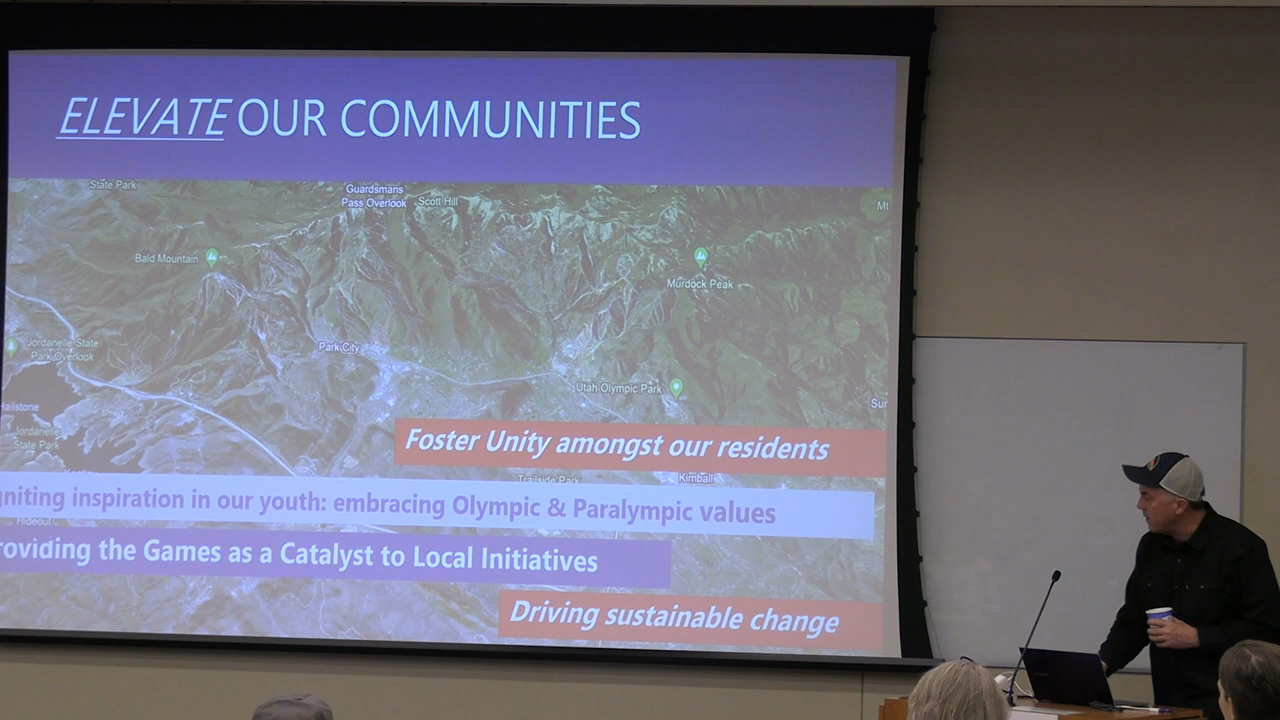 ELEVATE OUR COMMUNITIES
State Park
Guardsmans
Pass Overlook
Scott Hill
Mt
Bald Mountain
Murdock Peak
Jordanelle State
Park Overlook
Park City
Utah Olympic Park
Hailstone
Sun
Jordanelle
State Park
Foster Unity amongst our residents
Trailside Park
Kimball
gniting inspiration in our youth: embracing Olympic & Paralympic values
Hideout
roviding the Games as a Catalyst to Local Initiatives
Driving sustainable change